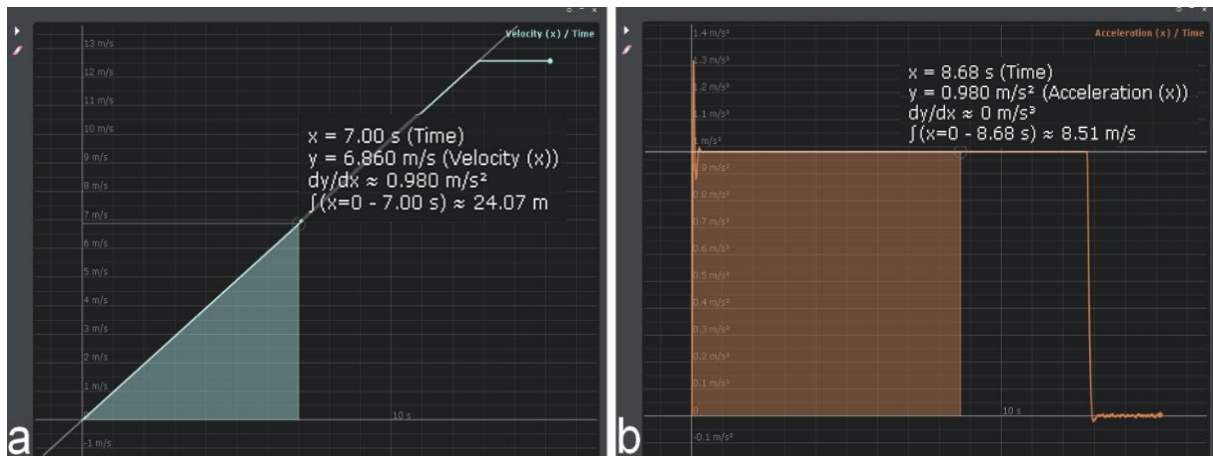 Velocity (x) / Time
13 m/s
12 m/s
11 m/s
10 m/s
9 m/s
8 m/s
7 m/s
6 m/s
5 m/s
4 m/s
3 m/s
2 m/s
1 m/s
0
-1 m/s
10 s
x = 7.00 s (Time)
y = 6.860 m/s (Velocity (x))
dy/dx ≈ 0.980 m/s²
∫(x=0 - 7.00 s) ≈ 24.07 m
a
Acceleration (x) / Time
1.4 m/s²
1.3 m/s²
1.2 m/s²
1.1 m/s²
1 m/s²
0.9 m/s²
0.8 m/s²
0.7 m/s²
0.6 m/s²
0.5 m/s²
0.4 m/s²
0.3 m/s²
0.2 m/s²
0.1 m/s²
0
-0.1 m/s²
10 s
x = 8.68 s (Time)
y = 0.980 m/s² (Acceleration (x))
dy/dx ≈ 0 m/s³
∫(x=0 - 8.68 s) ≈ 8.51 m/s
b